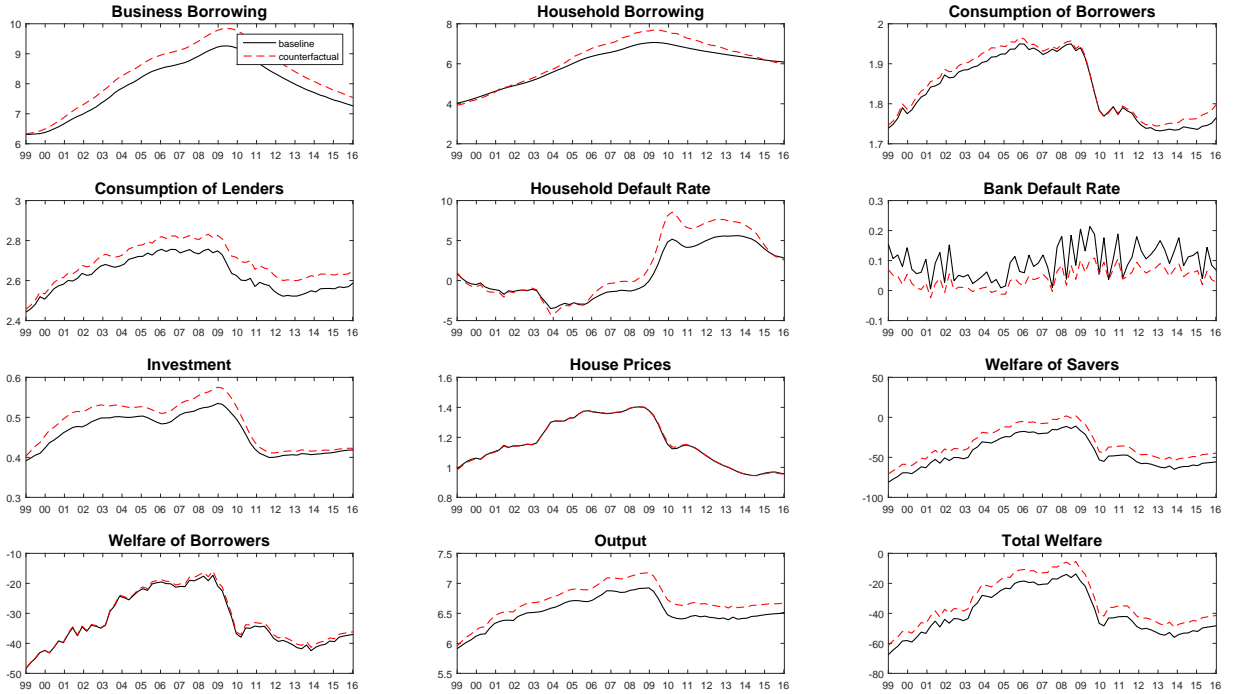 Business Borrowing
10
9
8
7
6
baseline
counterfactual
99 00 01 02 03 04 05 06 07 08 09 10 11 12 13 14 15 16
Household Borrowing
8
6
4
2
99 00 01 02 03 04 05 06 07 08 09 10 11 12 13 14 15 16
Consumption of Borrowers
2
1.9
1.8
1.7
99 00 01 02 03 04 05 06 07 08 09 10 11 12 13 14 15 16
Consumption of Lenders
3
2.8
2.6
2.4
99 00 01 02 03 04 05 06 07 08 09 10 11 12 13 14 15 16
Household Default Rate
10
5
0
-5
99 00 01 02 03 04 05 06 07 08 09 10 11 12 13 14 15 16
Bank Default Rate
0.3
0.2
0.1
0
-0.1
99 00 01 02 03 04 05 06 07 08 09 10 11 12 13 14 15 16
Investment
0.6
0.5
0.4
0.3
99 00 01 02 03 04 05 06 07 08 09 10 11 12 13 14 15 16
House Prices
1.6
1.4
1.2
1
0.8
99 00 01 02 03 04 05 06 07 08 09 10 11 12 13 14 15 16
Welfare of Savers
50
0
-50
-100
99 00 01 02 03 04 05 06 07 08 09 10 11 12 13 14 15 16
Welfare of Borrowers
-10
-20
-30
-40
-50
99 00 01 02 03 04 05 06 07 08 09 10 11 12 13 14 15 16
Output
7.5
7
6.5
6
5.5
99 00 01 02 03 04 05 06 07 08 09 10 11 12 13 14 15 16
Total Welfare
0
-20
-40
-60
-80
99 00 01 02 03 04 05 06 07 08 09 10 11 12 13 14 15 16